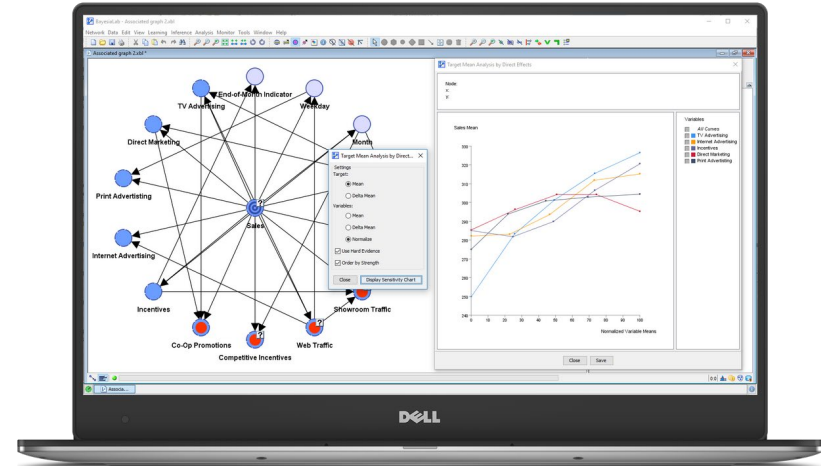 BayesiaLab - Associated graph 2.xbl
Network Data Edit View Learning Inference Analysis Monitor Tools Window Help
Associated graph 2.xbl *
End-of-Month Indicator
TV Advertising
Weekday
Direct Marketing
Month
Print Advertisting
Sales
Internet Advertising
Incentives
Showroom Traffic
Co-Op Promotions
Web Traffic
Competitive Incentives
Target Mean Analysis by Direct...
Settings
Target:
Mean
Delta Mean
Variables:
Mean
Delta Mean
Normalize
Use Hard Evidence
Order by Strength
Close
Display Sensitivity Chart
Target Mean Analysis by Direct Effects
Node:
Sales Mean
330
320
310
300
290
280
270
260
250
240
0 10 20 30 40 50 60 70 80 90 100
Normalized Variable Means
Variables
All Curves
TV Advertising
Internet Advertising
Incentives
Direct Marketing
Print Advertisting
Close
Save
Associa...
DELL